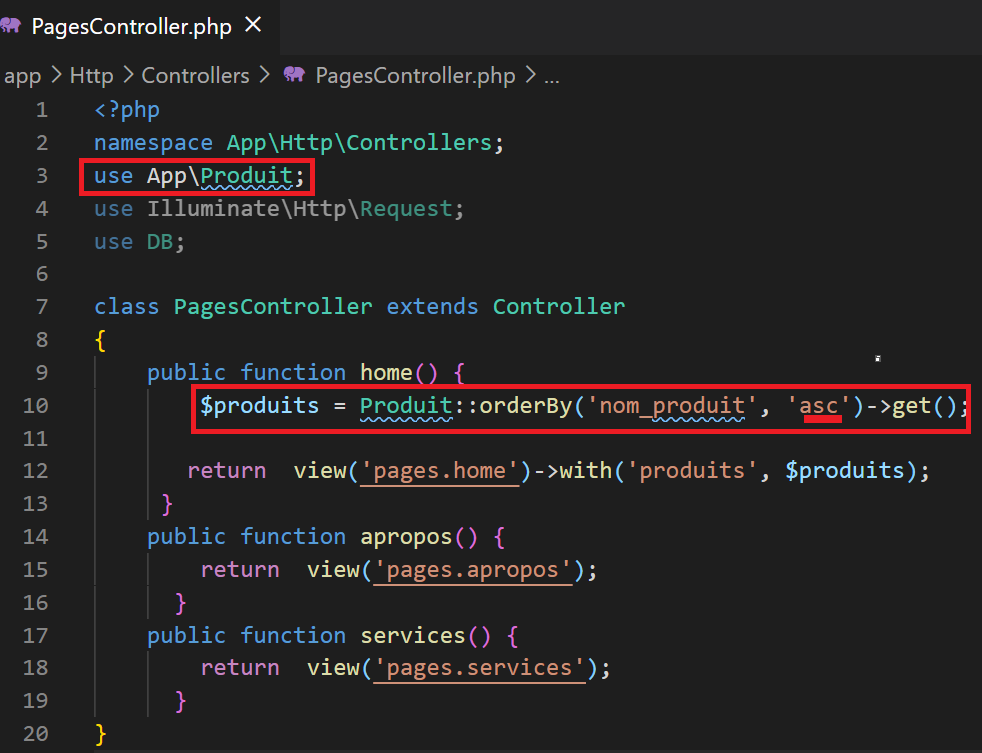 PagesController.php ✕
app > Http > Controllers > PagesController.php > ...
1 <?php
2 namespace App\Http\Controllers;
3 use App\Produit;
4 use Illuminate\Http\Request;
5 use DB;
6
7 class PagesController extends Controller
8 {
9 public function home() {
10 $produits = Produit::orderBy('nom_produit', 'asc')->get();
11
12 return  view('pages.home')->with('produits', $produits);
13 }
14 public function apropos() {
15 return  view('pages.apropos');
16 }
17 public function services() {
18 return  view('pages.services');
19 }
20 }